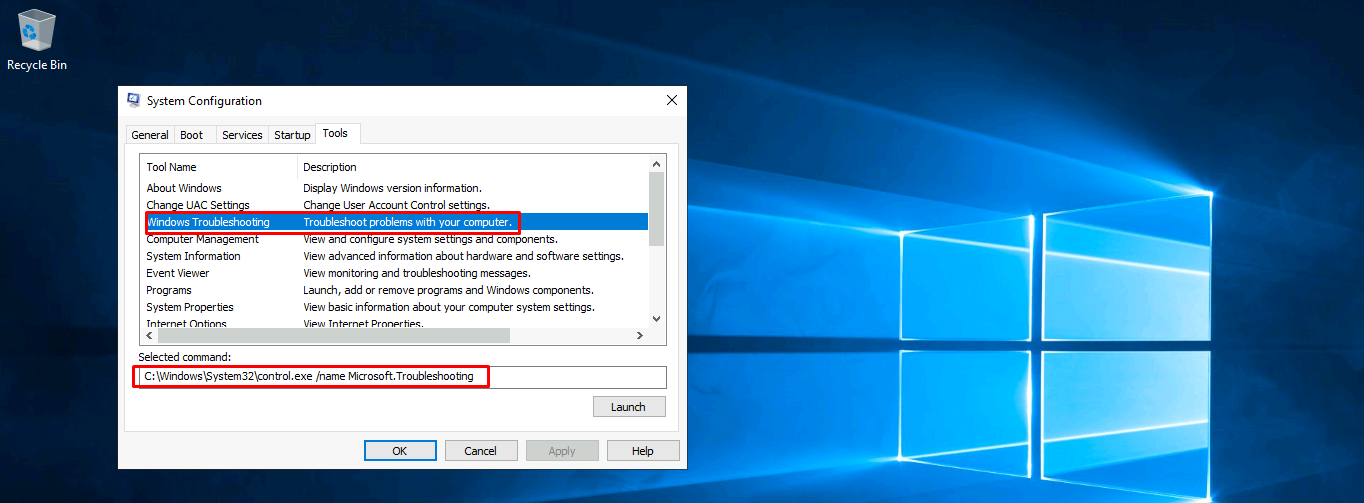 Recycle Bin
System Configuration
General Boot Services Startup Tools
Tool Name Description
About Windows Display Windows version information.
Change UAC Settings Change User Account Control settings.
Windows Troubleshooting Troubleshoot problems with your computer.
Computer Management View and configure system settings and components.
System Information View advanced information about hardware and software settings.
Event Viewer View monitoring and troubleshooting messages.
Programs Launch, add or remove programs and Windows components.
System Properties View basic information about your computer system settings.
Internet Options View Internet Properties.
Selected command:
C:\Windows\System32\control.exe /name Microsoft.Troubleshooting
Launch
OK Cancel Apply Help